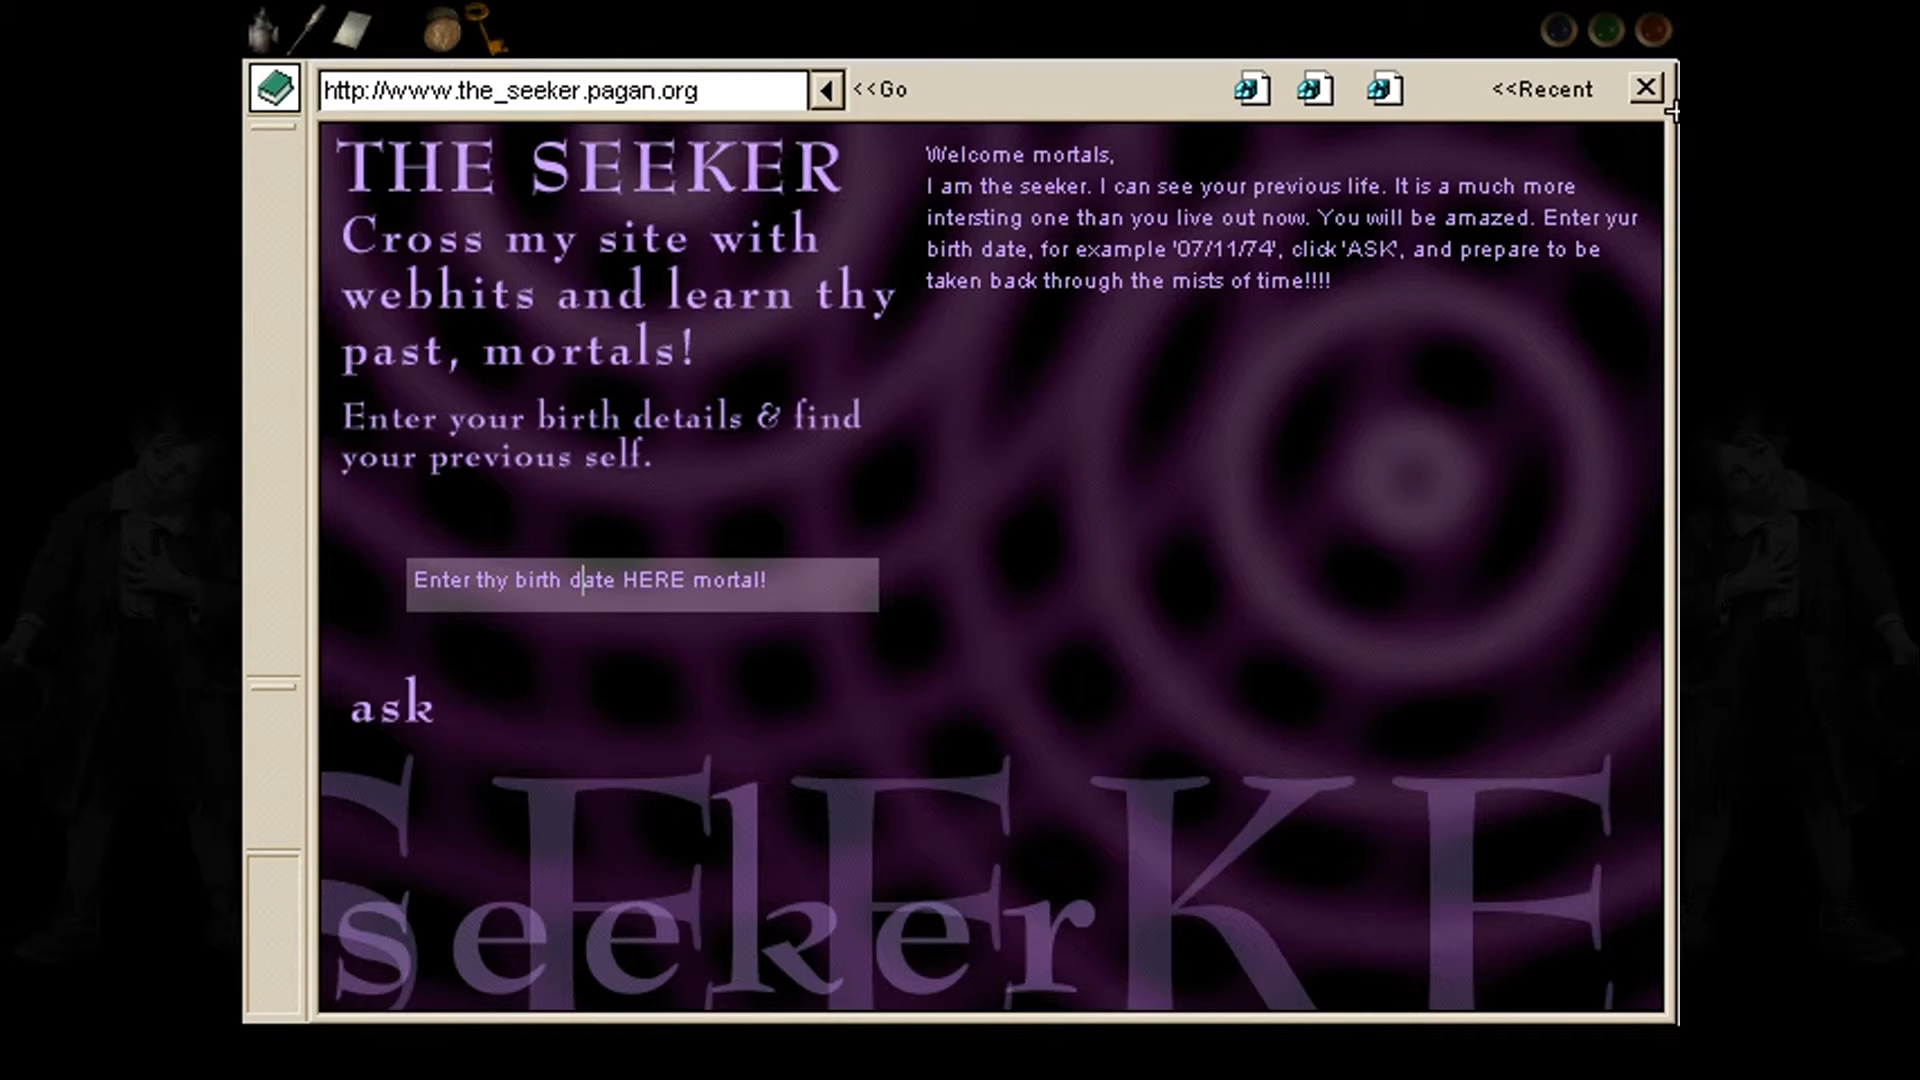 http://www.the_seeker.pagan.org
<<Go
<<Recent
THE SEEKER
Cross my site with
webhits and learn thy
past, mortals!
Enter your birth details & find
your previous self.
Enter thy birth date HERE mortal!
ask
Welcome mortals,
I am the seeker. I can see your previous life. It is a much more
intersting one than you live out now. You will be amazed. Enter yur
birth date, for example '07/11/74', click 'ASK', and prepare to be
taken back through the mists of time!!!!
SEEKE
seeker